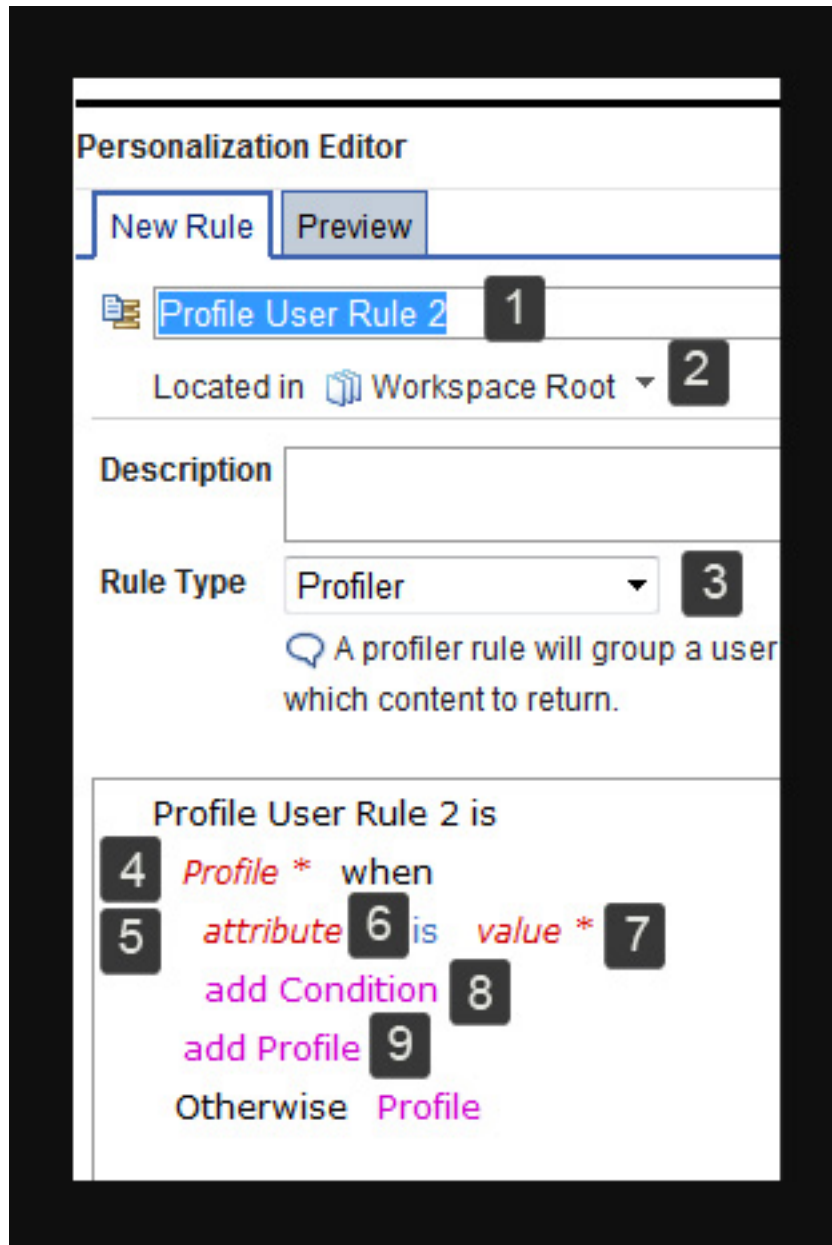 Personalization Editor
New Rule Preview
Profile User Rule 2 1
Located in Workspace Root 2
Description
Rule Type Profiler 3
A profiler rule will group a user
which content to return.
Profile User Rule 2 is
4 Profile * when
5 attribute 6 is value * 7
add Condition 8
add Profile 9
Otherwise Profile